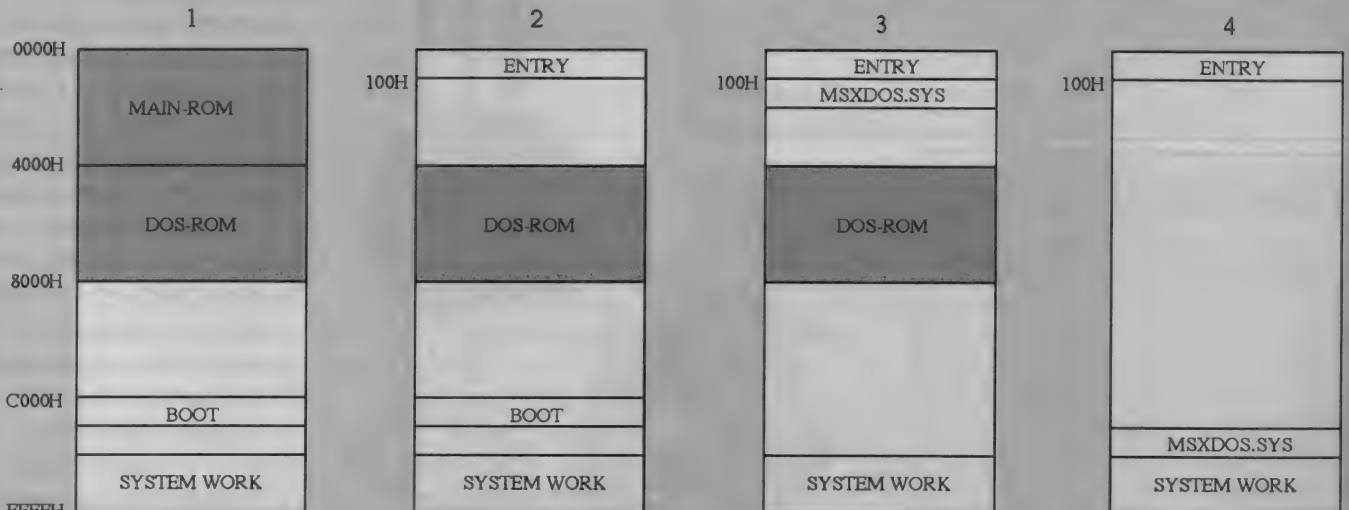 1
0000H
MAIN-ROM
4000H
DOS-ROM
8000H
C000H
BOOT
SYSTEM WORK
FFFFH
2
ENTRY
100H
DOS-ROM
BOOT
SYSTEM WORK
3
ENTRY
100H
MSXDOS.SYS
DOS-ROM
SYSTEM WORK
4
ENTRY
100H
MSXDOS.SYS
SYSTEM WORK